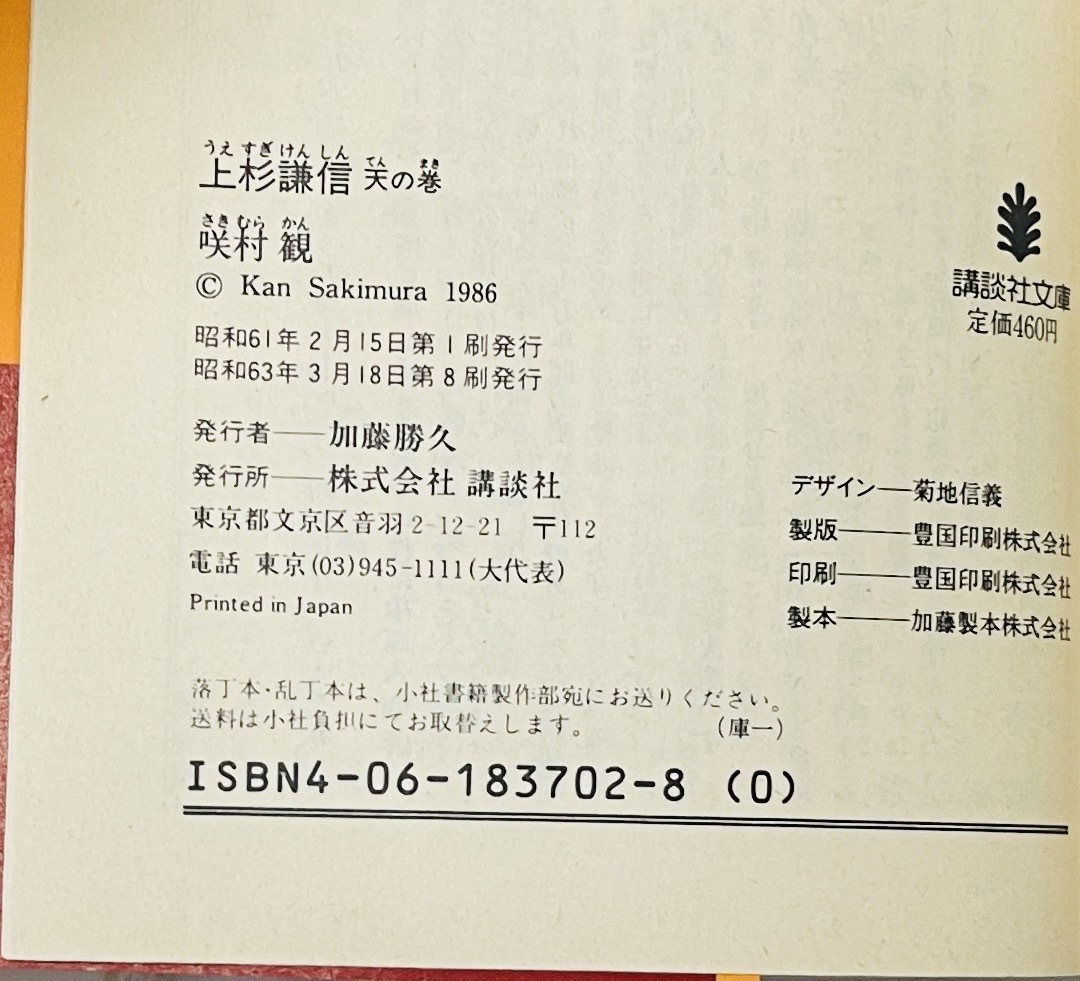 うえすぎけんしん てん まき
上杉謙信 天の巻
さきむら かん
咲村 観
© Kan Sakimura 1986
昭和61年2月15日第1刷発行
昭和63年3月18日第8刷発行
講談社文庫
定価460円
発行者──加藤勝久
発行所──株式会社 講談社
東京都文京区音羽2-12-21 〒112
電話 東京(03)945-1111(大代表)
Printed in Japan
デザイン─菊地信義
製版───豊国印刷株式会社
印刷───豊国印刷株式会社
製本───加藤製本株式会社
落丁本・乱丁本は、小社書籍製作部宛にお送りください。
送料は小社負担にてお取替えします。 (庫一)
ISBN4-06-183702-8 (0)